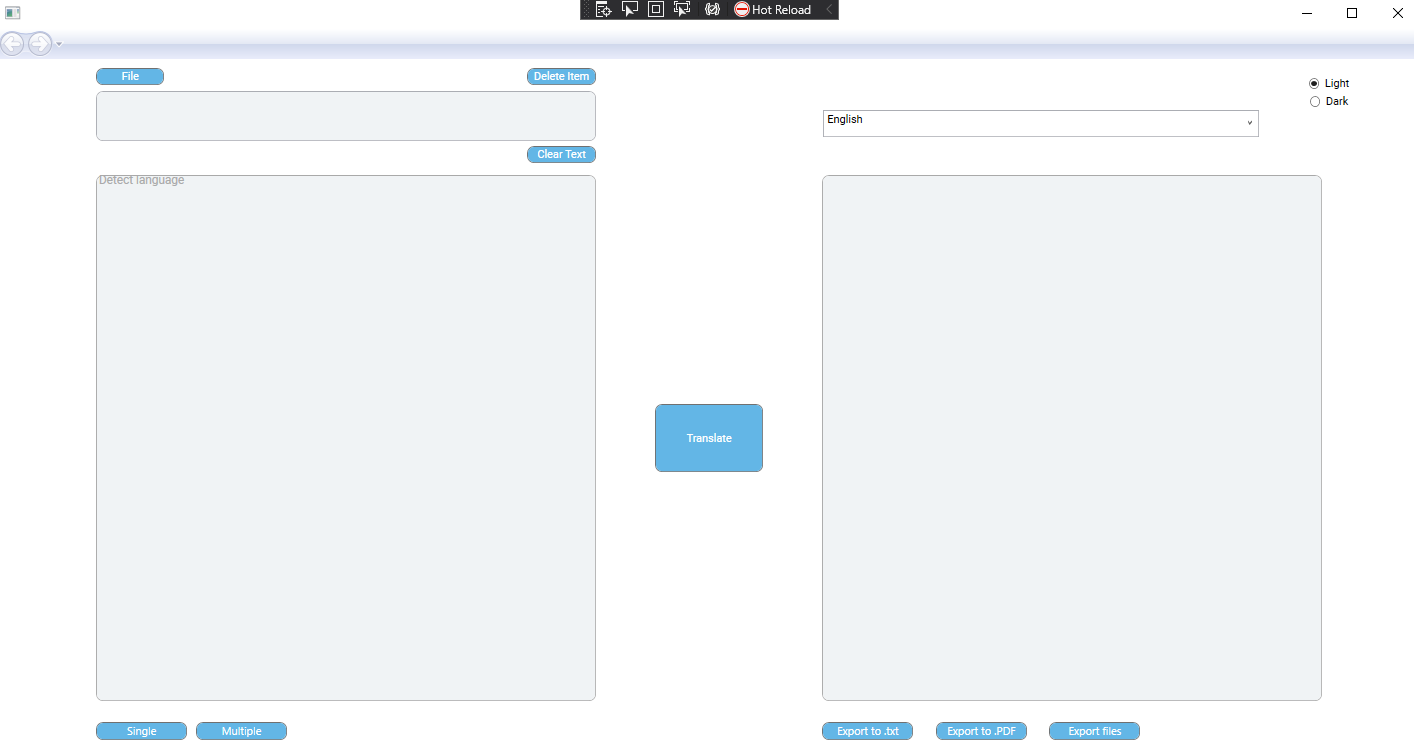 Hot Reload
File
Delete Item
Light
Dark
English
Clear Text
Detect language
Translate
Single
Multiple
Export to .txt
Export to .PDF
Export files